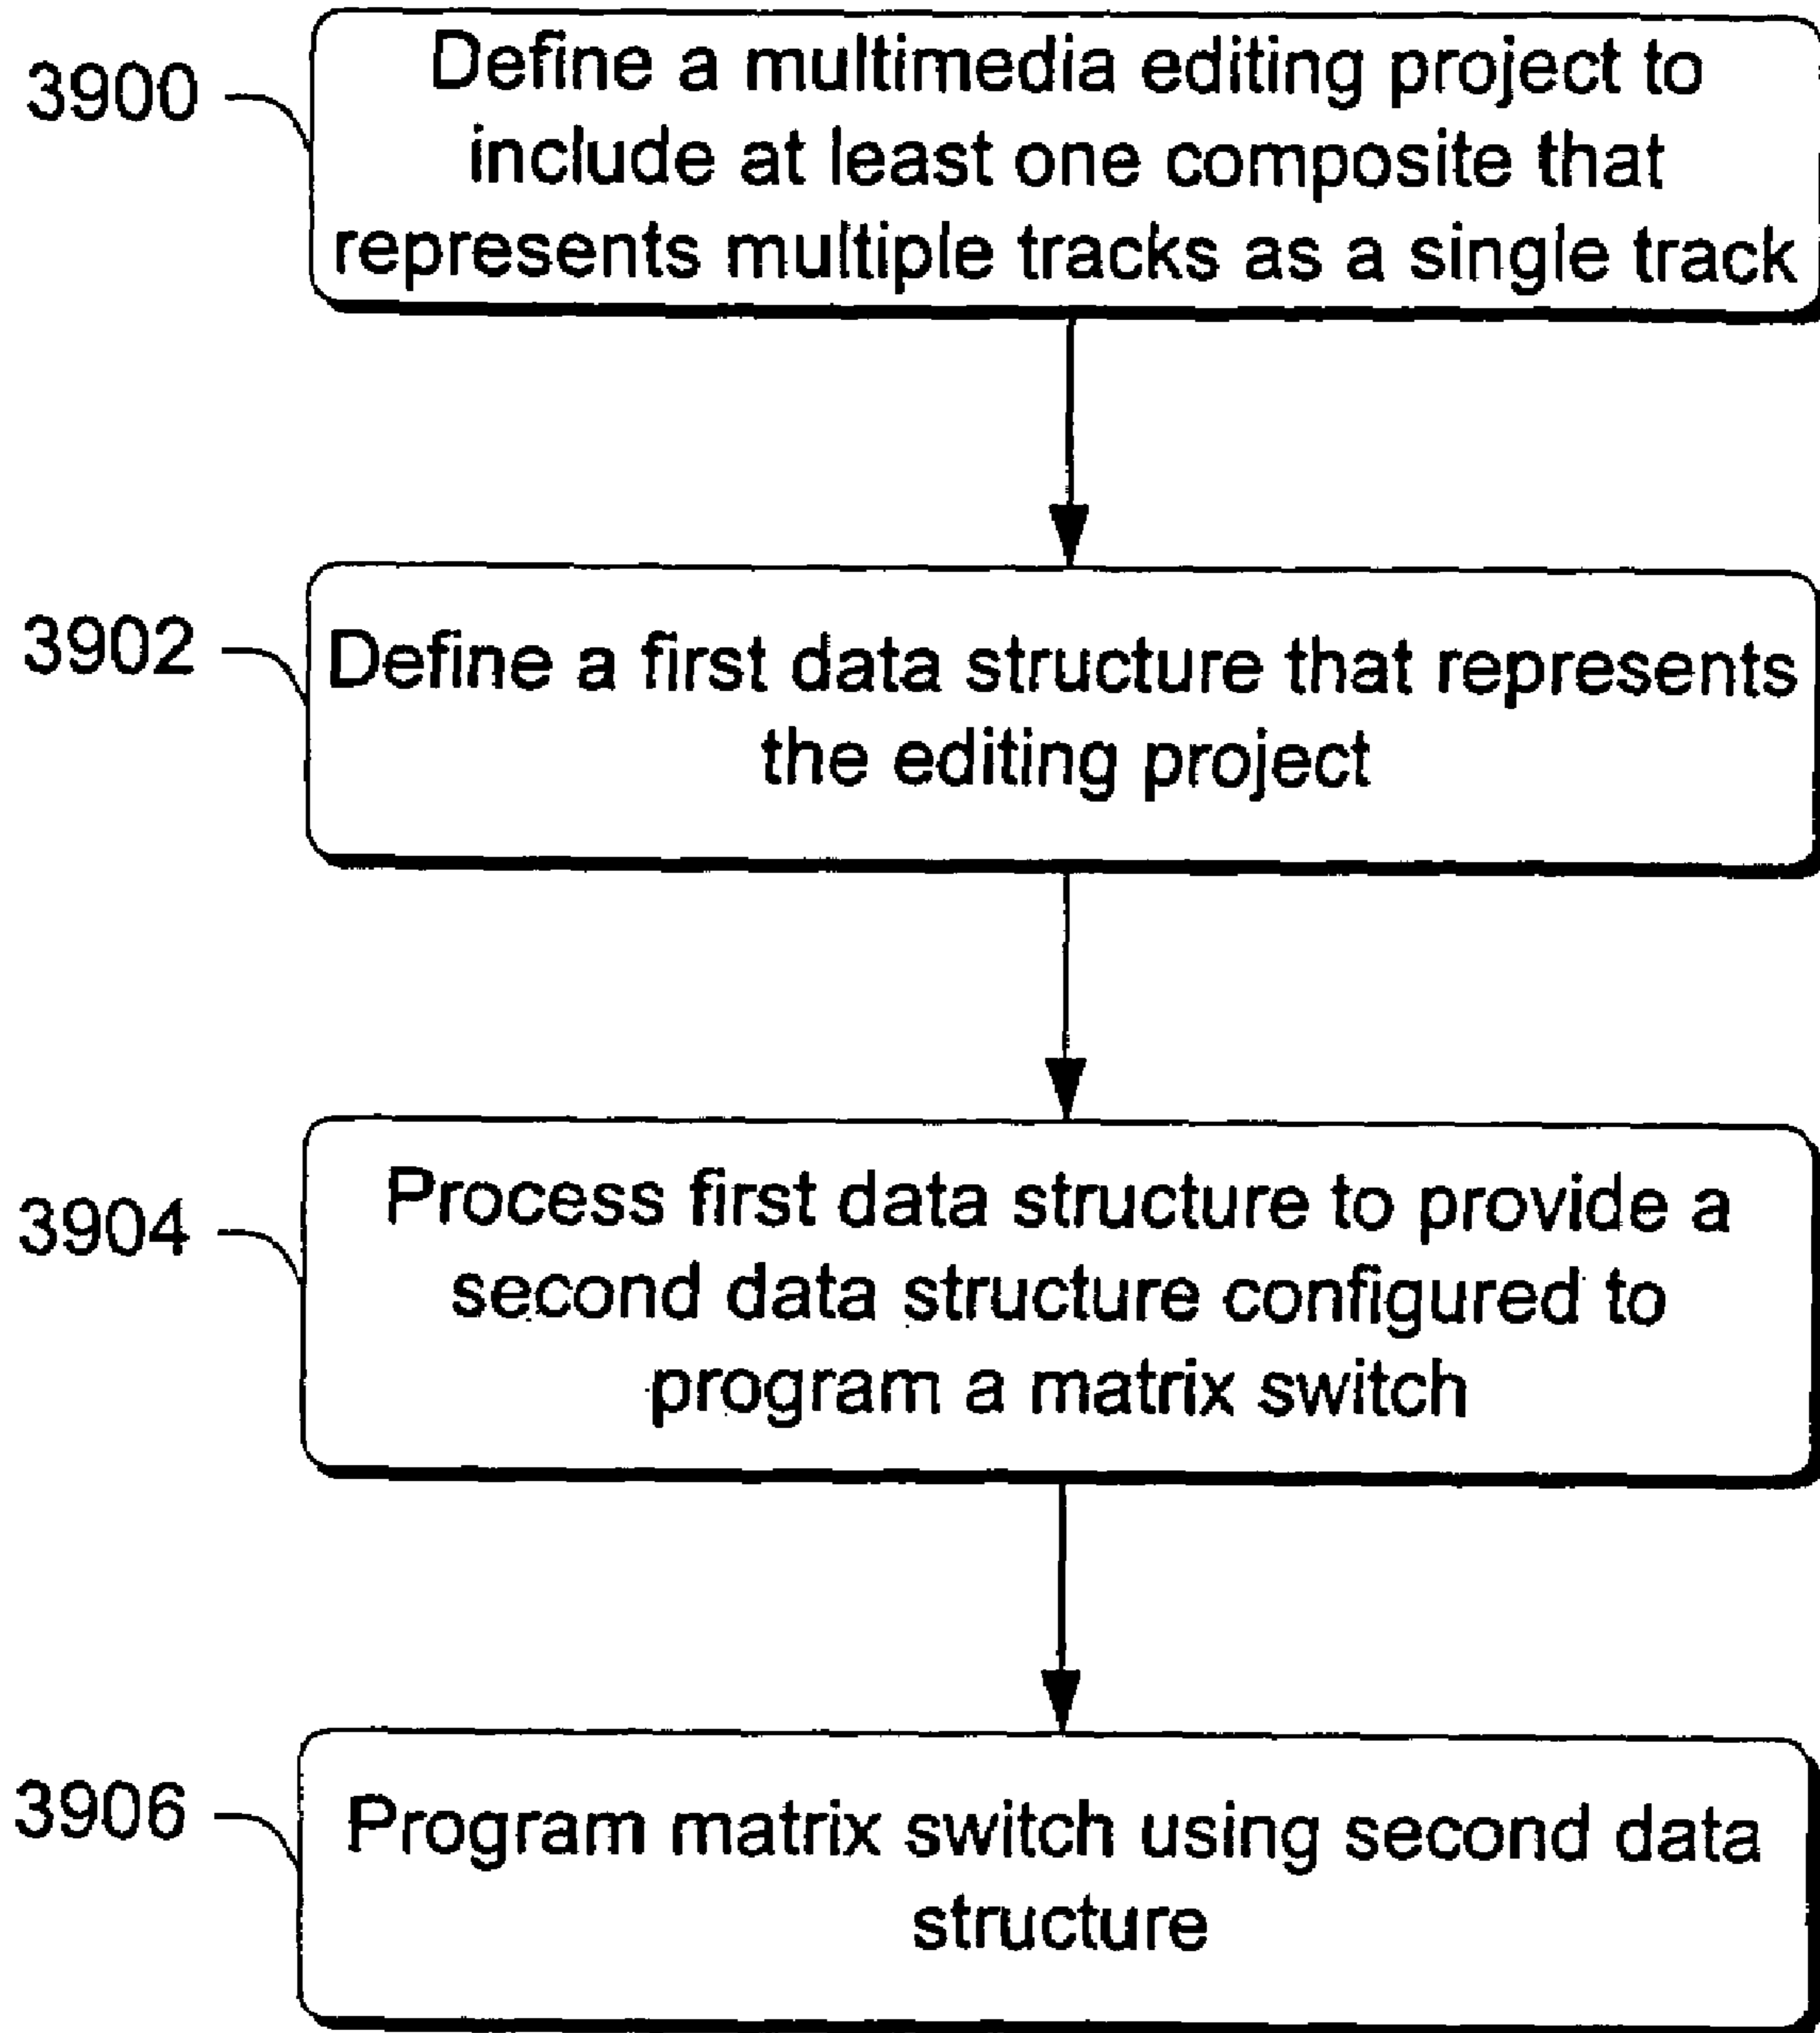 3900
Define a multimedia editing project to
include at least one composite that
represents multiple tracks as a single track
3902
Define a first data structure that represents
the editing project
3904
Process first data structure to provide a
second data structure configured to
program a matrix switch
3906
Program matrix switch using second data
structure